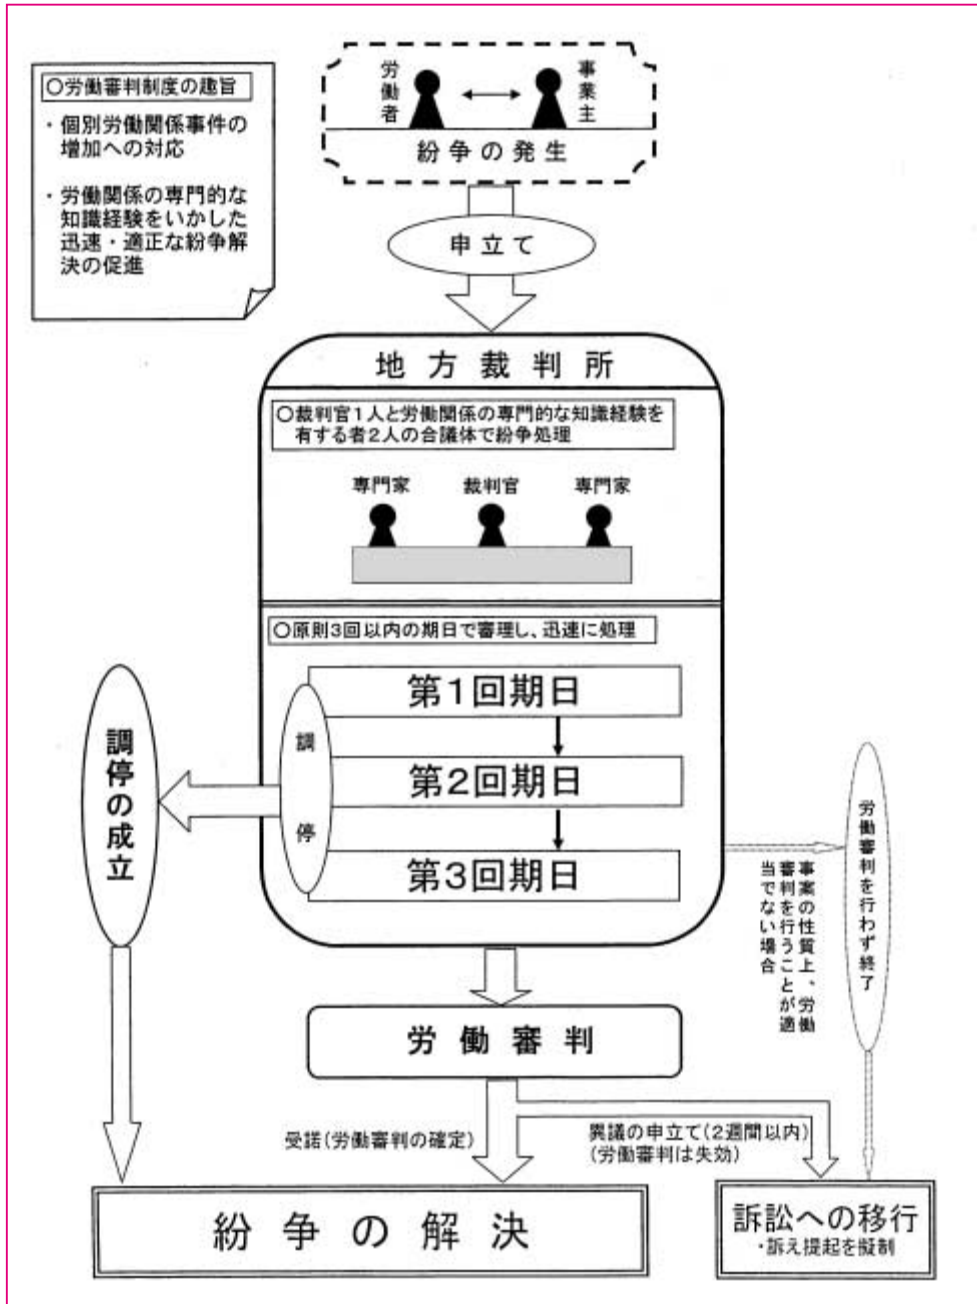 ○労働審判制度の趣旨
・個別労働関係事件の
増加への対応
・労働関係の専門的な
知識経験をいかした
迅速・適正な紛争解
決の促進
労働者
事業主
紛争の発生
申立て
地方裁判所
○裁判官1人と労働関係の専門的な知識経験を
有する者2人の合議体で紛争処理
専門家
裁判官
専門家
○原則3回以内の期日で審理し、迅速に処理
第1回期日
第2回期日
第3回期日
調停
調停の成立
労働審判を行わず終了
事案の性質上、労働
審判を行うことが適
当でない場合
労働審判
受諾(労働審判の確定)
異議の申立て(2週間以内)
(労働審判は失効)
紛争の解決
訴訟への移行
・訴え提起を擬制